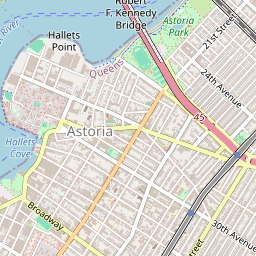 Robert
F. Kennedy
Bridge
Astoria
Park
Hallets
Point
21st Street
River
Queens
24th Avenue
45
Astoria
Hallets
Cove
Broadway
30th Avenue
Street